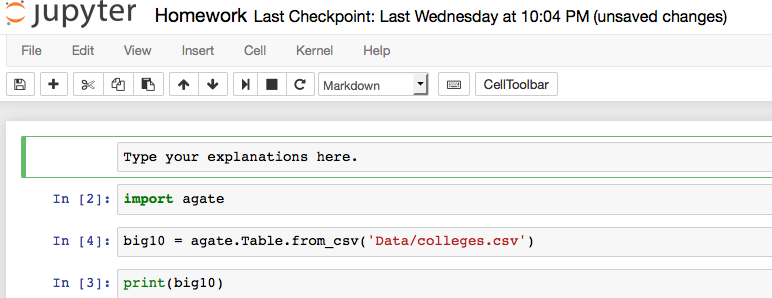 jupyter Homework Last Checkpoint: Last Wednesday at 10:04 PM (unsaved changes)
File Edit View Insert Cell Kernel Help
Markdown CellToolbar
Type your explanations here.
In [2]: import agate
In [4]: big10 = agate.Table.from_csv('Data/colleges.csv')
In [3]: print(big10)